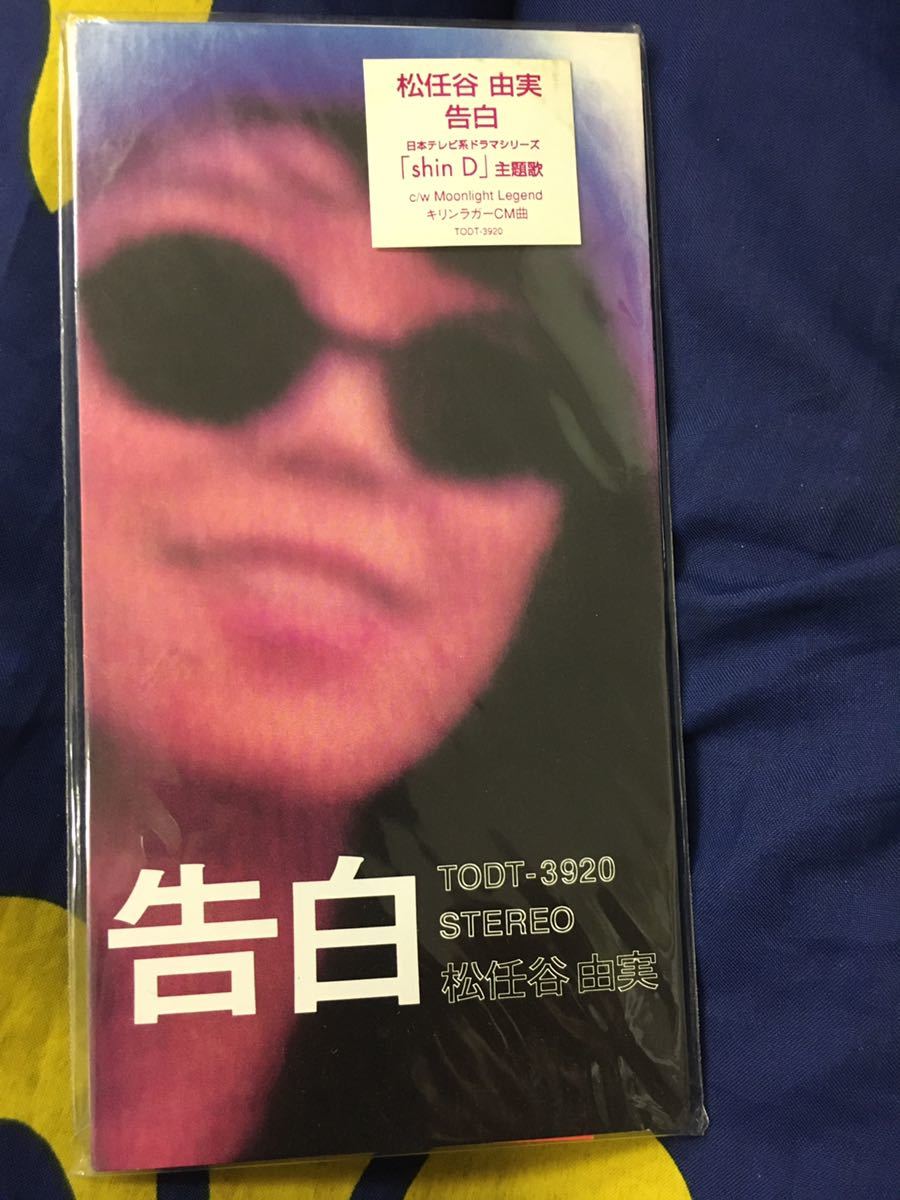 松任谷 由実
告白
日本テレビ系ドラマシリーズ
「shin D」主題歌
c/w Moonlight Legend
キリンラガーCM曲
TODT-3920
告白
TODT-3920
STEREO
松任谷 由実